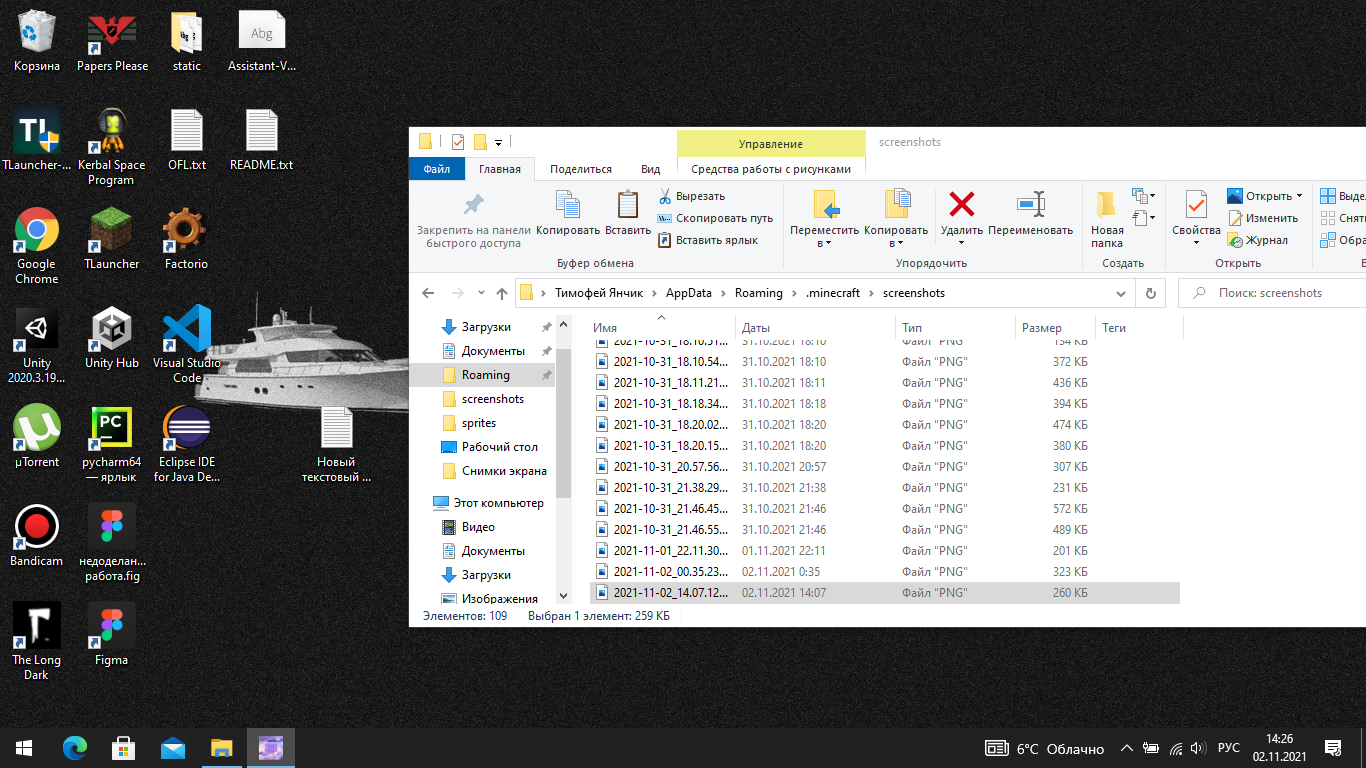 Корзина
Papers Please
static
Abg
Assistant-V...
TLauncher-...
Kerbal Space
Program
OFL.txt
README.txt
Google
Chrome
TLauncher
Factorio
Unity
2020.3.19...
Unity Hub
Visual Studio
Code
µTorrent
PC
pycharm64
— ярлык
Eclipse IDE
for Java De...
Новый
текстовый ...
Bandicam
недоделан...
работа.fig
The Long
Dark
Figma
Управление
screenshots
Файл
Главная
Поделиться
Вид
Средства работы с рисунками
Закрепить на панели
быстрого доступа
Копировать
Вставить
Вырезать
Скопировать путь
Вставить ярлык
Буфер обмена
Переместить
в
Копировать
в
Удалить
Переименовать
Упорядочить
Новая
папка
Создать
Свойства
Открыть
Изменить
Журнал
Открыть
Выде
Снять
Обра
В
Тимофей Янчик > AppData > Roaming > .minecraft > screenshots
Поиск: screenshots
Загрузки
Документы
Roaming
screenshots
sprites
Рабочий стол
Снимки экрана
Этот компьютер
Видео
Документы
Загрузки
Изображения
Имя Даты Тип Размер Теги
2021-10-31_18.10.51... 31.10.2021 18:10 Файл "PNG" 134 КБ
2021-10-31_18.10.54... 31.10.2021 18:10 Файл "PNG" 372 КБ
2021-10-31_18.11.21... 31.10.2021 18:11 Файл "PNG" 436 КБ
2021-10-31_18.18.34... 31.10.2021 18:18 Файл "PNG" 394 КБ
2021-10-31_18.20.02... 31.10.2021 18:20 Файл "PNG" 474 КБ
2021-10-31_18.20.15... 31.10.2021 18:20 Файл "PNG" 380 КБ
2021-10-31_20.57.56... 31.10.2021 20:57 Файл "PNG" 307 КБ
2021-10-31_21.38.29... 31.10.2021 21:38 Файл "PNG" 231 КБ
2021-10-31_21.46.45... 31.10.2021 21:46 Файл "PNG" 572 КБ
2021-10-31_21.46.55... 31.10.2021 21:46 Файл "PNG" 489 КБ
2021-11-01_22.11.30... 01.11.2021 22:11 Файл "PNG" 201 КБ
2021-11-02_00.35.23... 02.11.2021 0:35 Файл "PNG" 323 КБ
2021-11-02_14.07.12... 02.11.2021 14:07 Файл "PNG" 260 КБ
Элементов: 109 Выбран 1 элемент: 259 КБ
6°C Облачно
РУС
14:26
02.11.2021